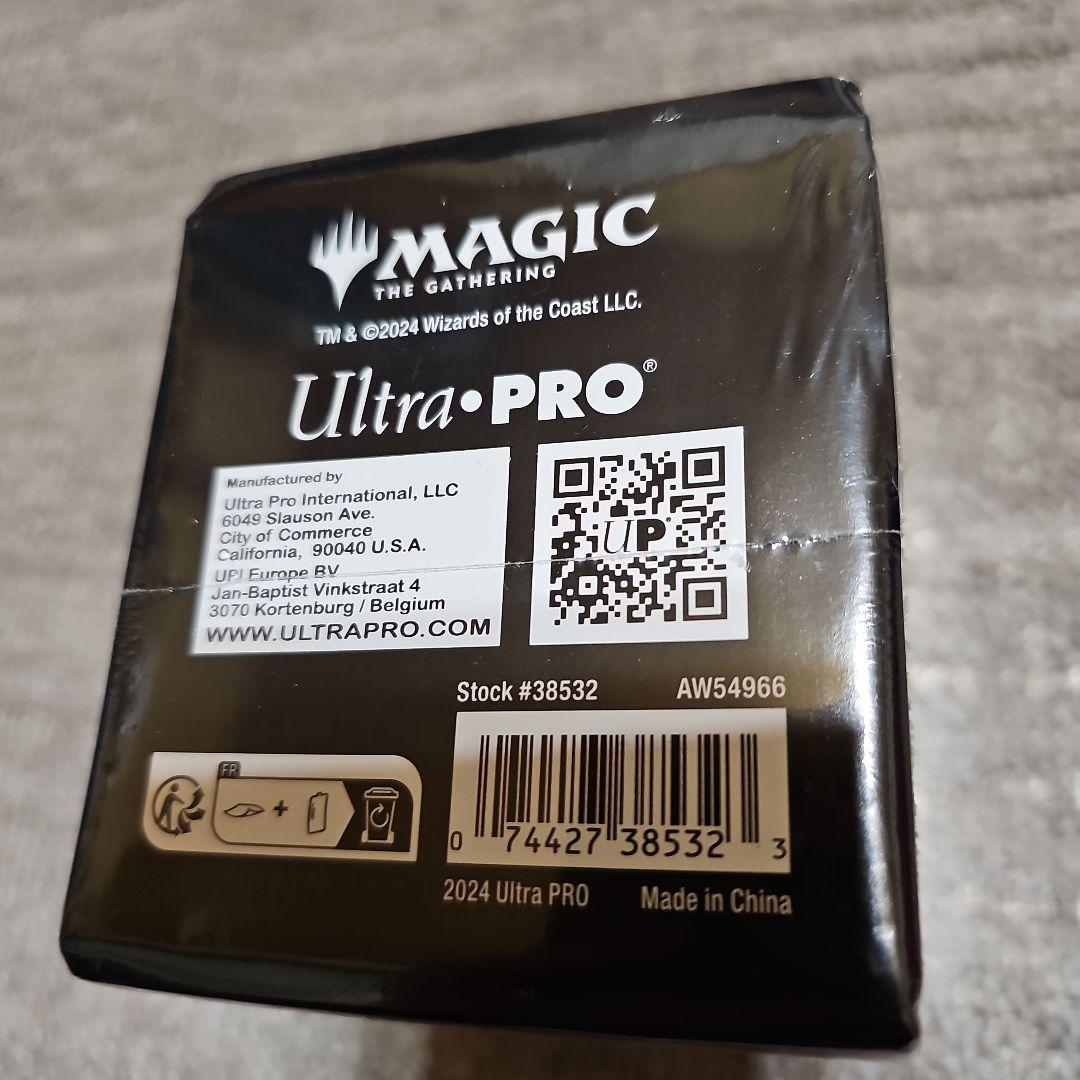 MAGIC
THE GATHERING
TM & ©2024 Wizards of the Coast LLC.
Ultra•PRO®
Manufactured by
Ultra Pro International, LLC
6049 Slauson Ave.
City of Commerce
California, 90040 U.S.A.
UPI Europe BV
Jan-Baptist Vinkstraat 4
3070 Kortenburg / Belgium
WWW.ULTRAPRO.COM
UP
Stock #38532 AW54966
FR
0 74427 38532 3
2024 Ultra PRO Made in China